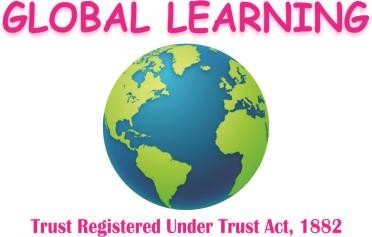 GLOBAL LEARNING
Trust Registered Under Trust Act, 1882